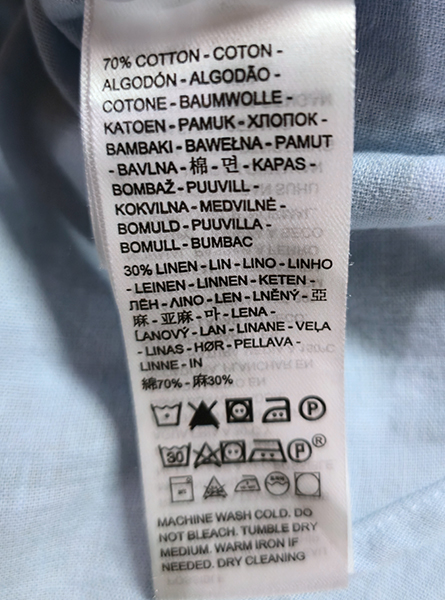 70% COTTON - COTON -
ALGODÓN - ALGODÃO -
COTONE - BAUMWOLLE -
KATOEN - PAMUK - ХЛОПОК -
BAMBAKI - BAWEŁNA - PAMUT
- BAVLNA - 棉 - 면 - KAPAS -
BOMBAŽ - PUUVILL -
KOKVILNA - MEDVILNĖ -
BOMULD - PUUVILLA -
BOMULL - BUMBAC
30% LINEN - LIN - LINO - LINHO
- LEINEN - LINNEN - KETEN -
ЛЁН - ΛΙΝΟ - LEN - LNĚNÝ - 亞
麻 - 亚麻 - 마 - LENA -
ĽANOVÝ - LAN - LINANE - VEĻA
- LINAS - HØR - PELLAVA -
LINNE - IN
綿70% - 麻30%
P
30 P ®
MACHINE WASH COLD. DO
NOT BLEACH. TUMBLE DRY
MEDIUM. WARM IRON IF
NEEDED. DRY CLEANING